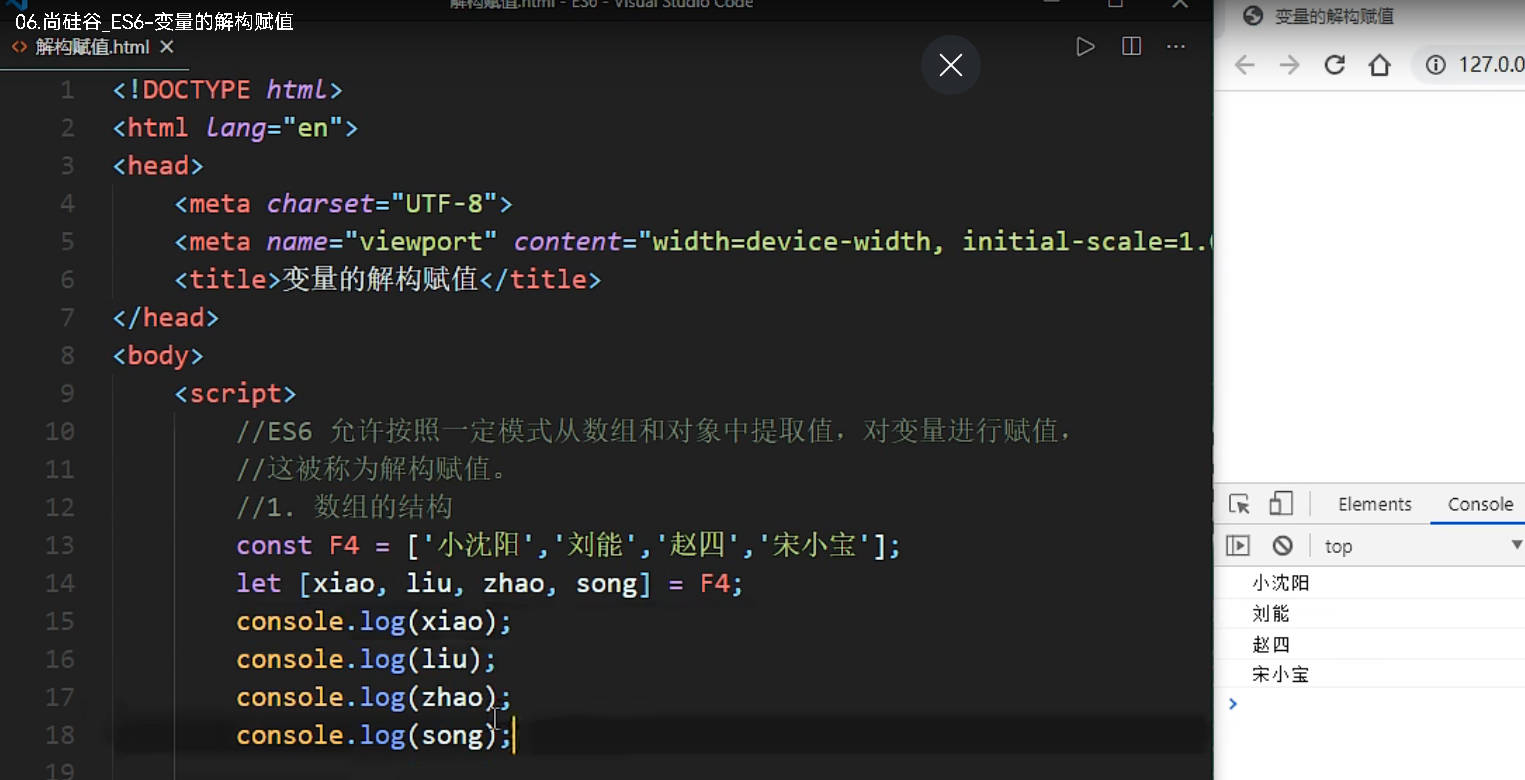 解构赋值.html - ES6 - Visual Studio Code
06.尚硅谷_ES6-变量的解构赋值
解构赋值.html
1 <!DOCTYPE html>
2 <html lang="en">
3 <head>
4 <meta charset="UTF-8">
5 <meta name="viewport" content="width=device-width, initial-scale=1.
6 <title>变量的解构赋值</title>
7 </head>
8 <body>
9 <script>
10 //ES6 允许按照一定模式从数组和对象中提取值，对变量进行赋值，
11 //这被称为解构赋值。
12 //1. 数组的结构
13 const F4 = ['小沈阳','刘能','赵四','宋小宝'];
14 let [xiao, liu, zhao, song] = F4;
15 console.log(xiao);
16 console.log(liu);
17 console.log(zhao);
18 console.log(song);
19
变量的解构赋值
127.0.0
Elements Console
top
小沈阳
刘能
赵四
宋小宝